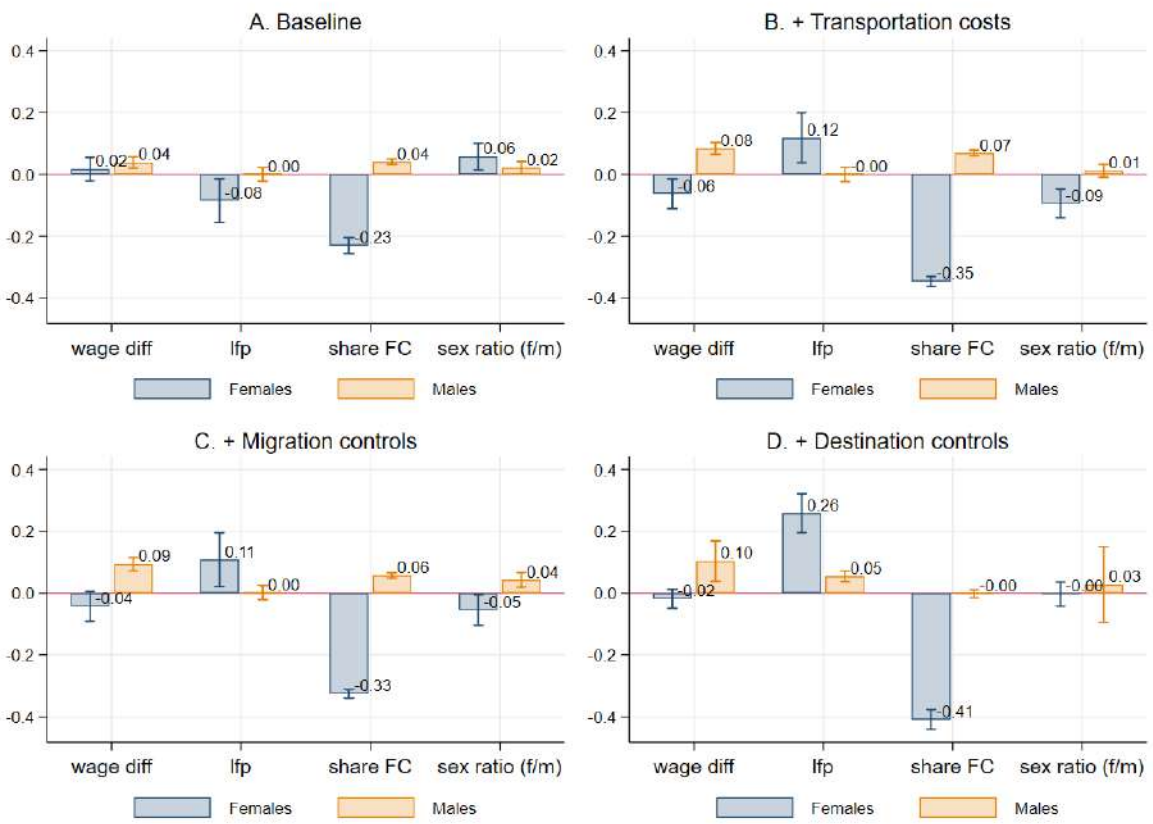 A. Baseline
0.4
0.2
0.0
-0.2
-0.4
0.02
0.04
-0.08
0.00
-0.23
0.04
0.06
0.02
wage diff
lfp
share FC
sex ratio (f/m)
Females
Males
B. + Transportation costs
0.4
0.2
0.0
-0.2
-0.4
-0.06
0.08
0.12
-0.00
-0.35
0.07
-0.09
0.01
wage diff
lfp
share FC
sex ratio (f/m)
Females
Males
C. + Migration controls
0.4
0.2
0.0
-0.2
-0.4
-0.04
0.09
0.11
0.00
-0.33
0.06
-0.05
0.04
wage diff
lfp
share FC
sex ratio (f/m)
Females
Males
D. + Destination controls
0.4
0.2
0.0
-0.2
-0.4
-0.02
0.10
0.26
0.05
-0.41
-0.00
-0.00
0.03
wage diff
lfp
share FC
sex ratio (f/m)
Females
Males